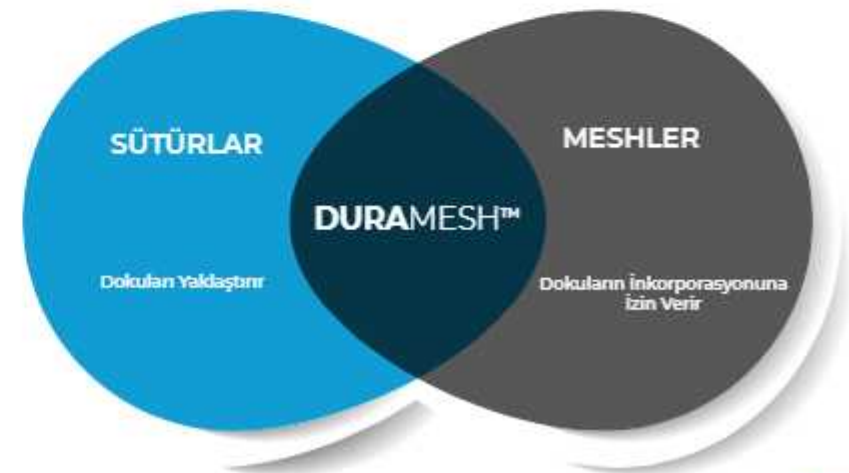 SÜTÜRLAR
MESHLER
DURAMESH™
Dokuları Yaklaştırır
Dokuların İnkorporasyonuna
İzin Verir